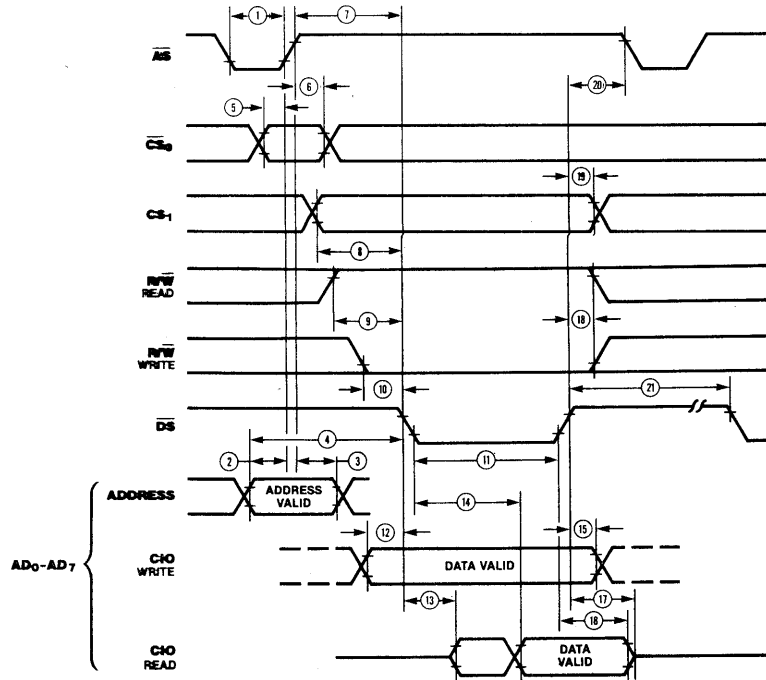 1 7
AS
20
6
5
CS0
19
CS1
8
R/W
READ
9 18
R/W
WRITE
10 21
DS
4
2 3 11
ADDRESS ADDRESS
VALID
14
12 15
CIO
WRITE
DATA VALID
AD0-AD7
13 17
18
CIO
READ
DATA
VALID